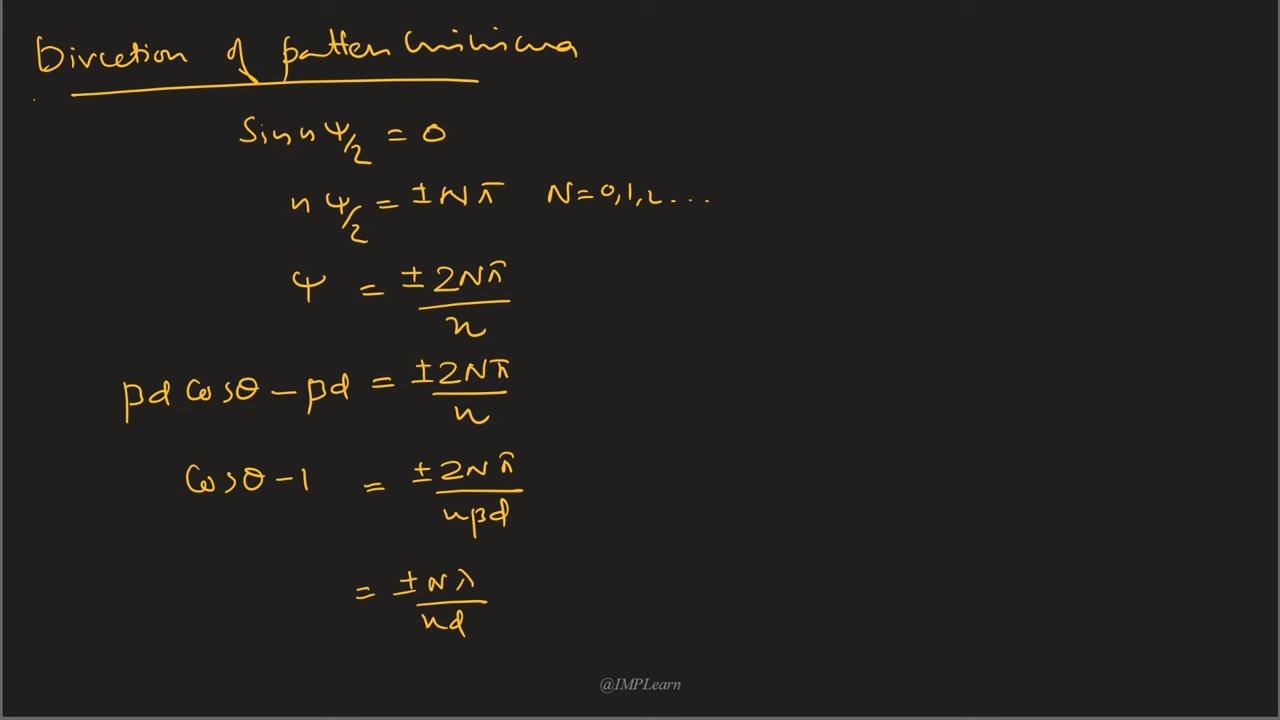 Direction of patten minima
Sin nΨ/2 = 0
nΨ/2 = ±Nπ N=0,1,2...
Ψ = ±2Nπ/n
βd Cosθ - βd = ±2Nπ/n
Cosθ - 1 = ±2Nπ/nβd
= ±Nλ/nd
@IMPLearn